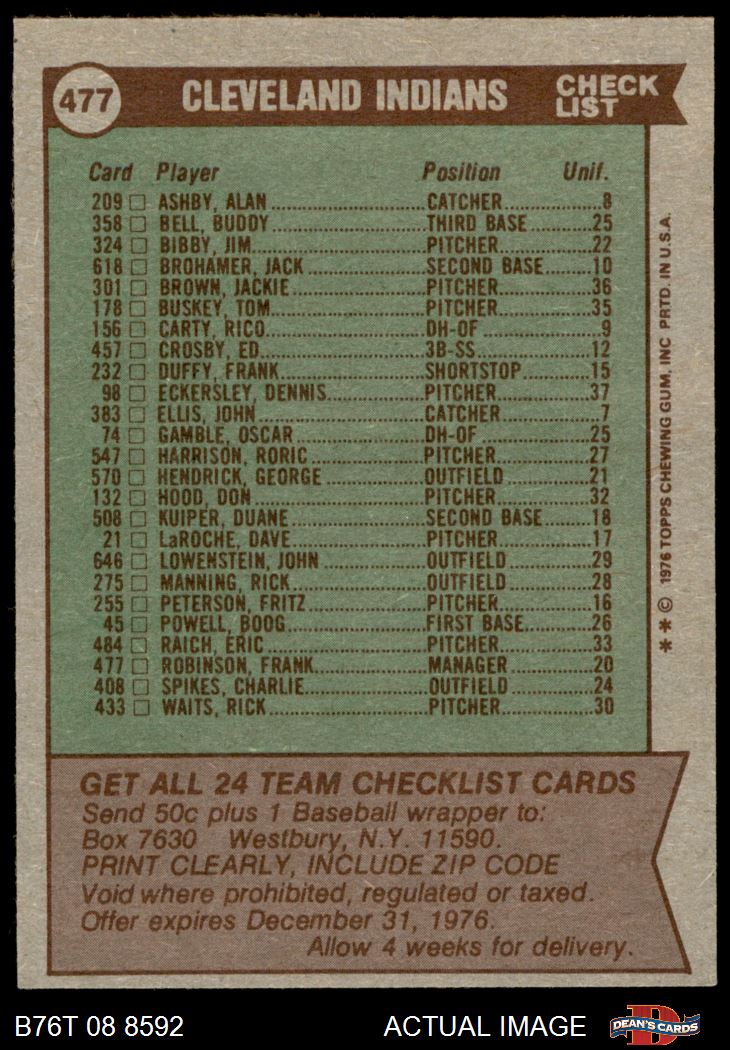 477 CLEVELAND INDIANS CHECK LIST
Card Player Position Unif.
209 □ ASHBY, ALAN ........ CATCHER ........ 8
358 □ BELL, BUDDY ........ THIRD BASE ........ 25
324 □ BIBBY, JIM ........ PITCHER ........ 22
618 □ BROHAMER, JACK ........ SECOND BASE ........ 10
301 □ BROWN, JACKIE ........ PITCHER ........ 36
178 □ BUSKEY, TOM ........ PITCHER ........ 35
156 □ CARTY, RICO ........ DH-OF ........ 9
457 □ CROSBY, ED ........ 3B-SS ........ 12
232 □ DUFFY, FRANK ........ SHORTSTOP ........ 15
98 □ ECKERSLEY, DENNIS ........ PITCHER ........ 37
383 □ ELLIS, JOHN ........ CATCHER ........ 7
74 □ GAMBLE, OSCAR ........ DH-OF ........ 25
547 □ HARRISON, RORIC ........ PITCHER ........ 27
570 □ HENDRICK, GEORGE ........ OUTFIELD ........ 21
132 □ HOOD, DON ........ PITCHER ........ 32
508 □ KUIPER, DUANE ........ SECOND BASE ........ 18
21 □ LaROCHE, DAVE ........ PITCHER ........ 17
646 □ LOWENSTEIN, JOHN ........ OUTFIELD ........ 29
275 □ MANNING, RICK ........ OUTFIELD ........ 28
255 □ PETERSON, FRITZ ........ PITCHER ........ 16
45 □ POWELL, BOOG ........ FIRST BASE ........ 26
484 □ RAICH, ERIC ........ PITCHER ........ 33
477 □ ROBINSON, FRANK ........ MANAGER ........ 20
408 □ SPIKES, CHARLIE ........ OUTFIELD ........ 24
433 □ WAITS, RICK ........ PITCHER ........ 30
* * © 1976 TOPPS CHEWING GUM, INC PRTD. IN U.S.A.
GET ALL 24 TEAM CHECKLIST CARDS
Send 50c plus 1 Baseball wrapper to:
Box 7630 Westbury, N.Y. 11590.
PRINT CLEARLY, INCLUDE ZIP CODE
Void where prohibited, regulated or taxed.
Offer expires December 31, 1976.
Allow 4 weeks for delivery.
B76T 08 8592 ACTUAL IMAGE D DEAN'S CARDS